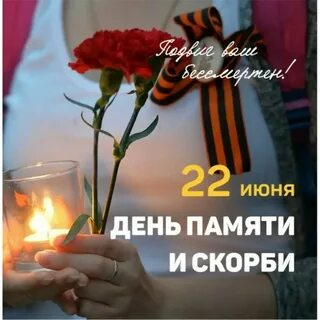 Подвиг ваш
бессмертен!
22 июня
ДЕНЬ ПАМЯТИ
И СКОРБИ